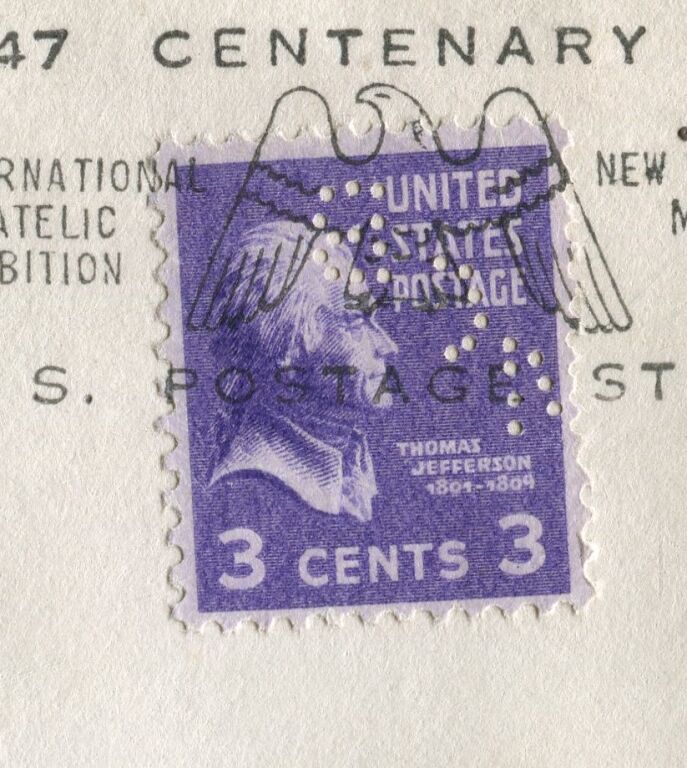 47 CENTENARY
RNATIONAL
ATELIC
BITION
NEW
M
UNITED
STATES
POSTAGE
S. POSTAGE ST
THOMAS
JEFFERSON
1801-1809
3 CENTS 3